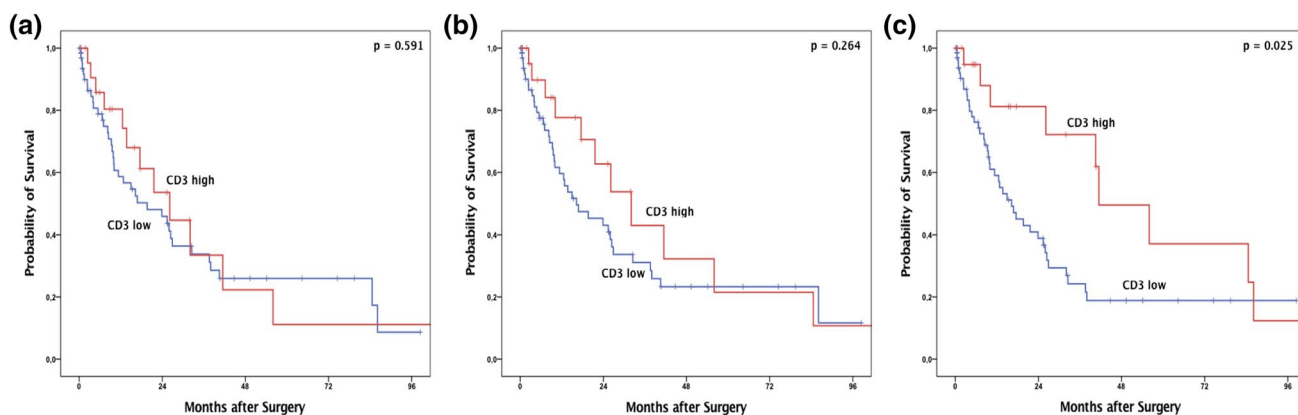 (a)
p = 0.591
Probability of Survival
1,0
0,8
0,6
0,4
0,2
0,0
CD3 high
CD3 low
0 24 48 72 96
Months after Surgery
(b)
p = 0.264
Probability of Survival
1,0
0,8
0,6
0,4
0,2
0,0
CD3 high
CD3 low
0 24 48 72 96
Months after Surgery
(c)
p = 0.025
Probability of Survival
1,0
0,8
0,6
0,4
0,2
0,0
CD3 high
CD3 low
0 24 48 72 96
Months after Surgery